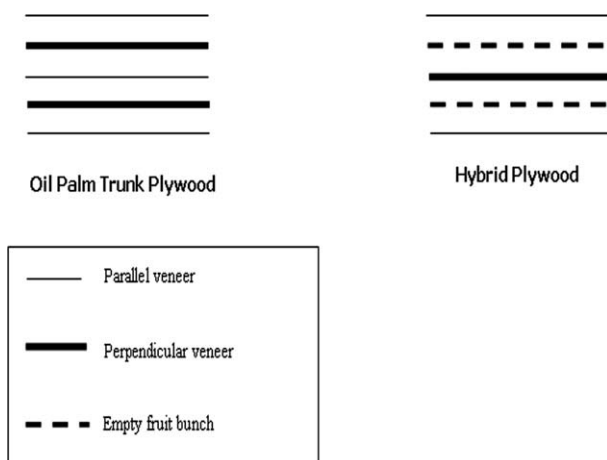 Oil Palm Trunk Plywood
Hybrid Plywood
Parallel veneer
Perpendicular veneer
Empty fruit bunch